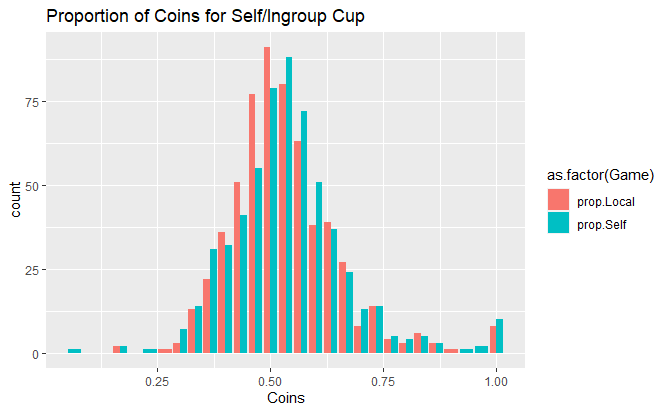 Proportion of Coins for Self/Ingroup Cup
count
75
50
25
0
0.25 0.50 0.75 1.00
Coins
as.factor(Game)
prop.Local
prop.Self